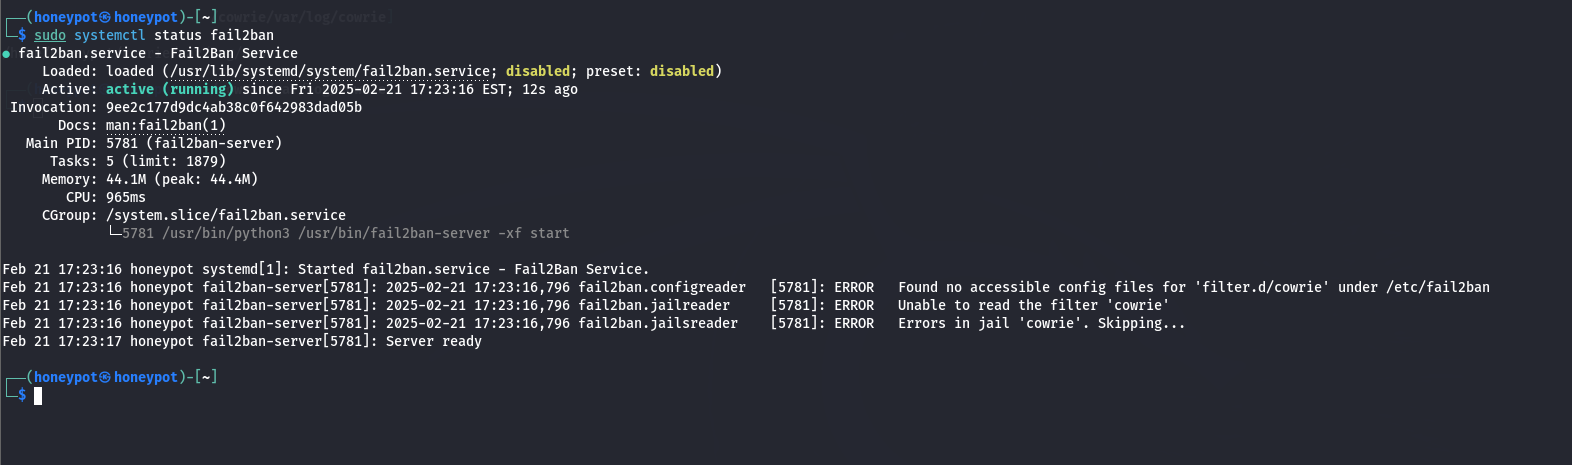 ┌──(honeypot㉿honeypot)-[~]
└─$ sudo systemctl status fail2ban
● fail2ban.service - Fail2Ban Service
     Loaded: loaded (/usr/lib/systemd/system/fail2ban.service; disabled; preset: disabled)
     Active: active (running) since Fri 2025-02-21 17:23:16 EST; 12s ago
 Invocation: 9ee2c177d9dc4ab38c0f642983dad05b
       Docs: man:fail2ban(1)
   Main PID: 5781 (fail2ban-server)
      Tasks: 5 (limit: 1879)
     Memory: 44.1M (peak: 44.4M)
        CPU: 965ms
     CGroup: /system.slice/fail2ban.service
             └─5781 /usr/bin/python3 /usr/bin/fail2ban-server -xf start
Feb 21 17:23:16 honeypot systemd[1]: Started fail2ban.service - Fail2Ban Service.
Feb 21 17:23:16 honeypot fail2ban-server[5781]: 2025-02-21 17:23:16,796 fail2ban.configreader   [5781]: ERROR   Found no accessible config files for 'filter.d/cowrie' under /etc/fail2ban
Feb 21 17:23:16 honeypot fail2ban-server[5781]: 2025-02-21 17:23:16,796 fail2ban.jailreader     [5781]: ERROR   Unable to read the filter 'cowrie'
Feb 21 17:23:16 honeypot fail2ban-server[5781]: 2025-02-21 17:23:16,796 fail2ban.jailsreader    [5781]: ERROR   Errors in jail 'cowrie'. Skipping...
Feb 21 17:23:17 honeypot fail2ban-server[5781]: Server ready
┌──(honeypot㉿honeypot)-[~]
└─$